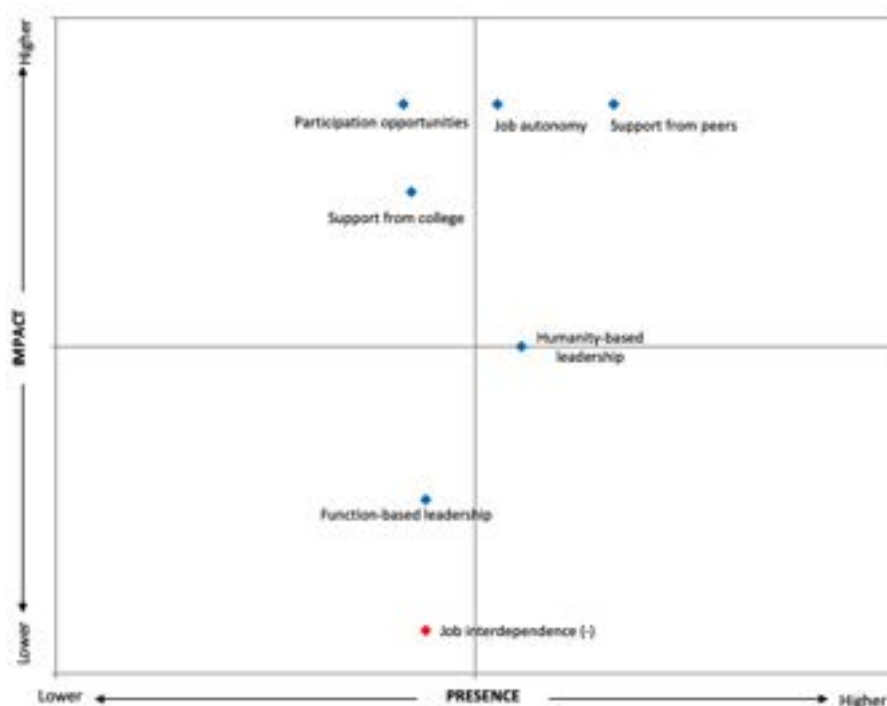 Higher
Participation opportunities
Job autonomy
Support from peers
Support from college
IMPACT
Humanity-based
leadership
Function-based leadership
Job interdependence (-)
Lower
Lower
PRESENCE
Higher